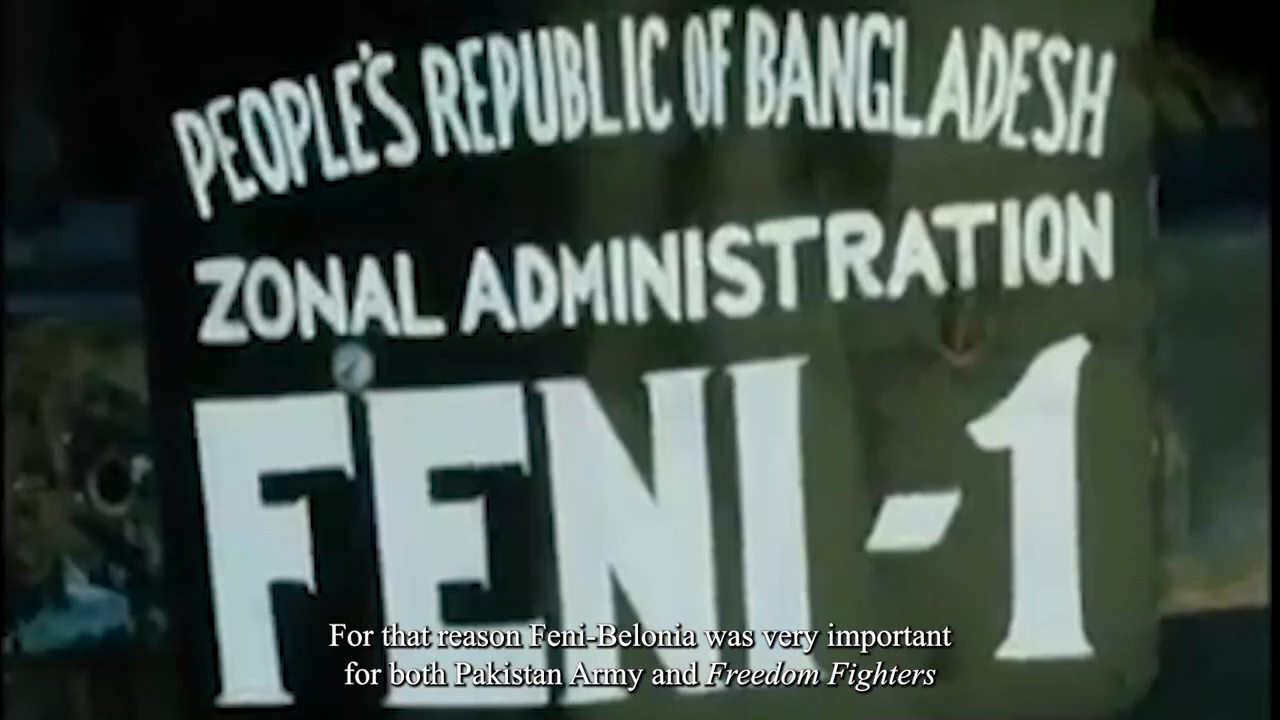 PEOPLE'S REPUBLIC OF BANGLADESH
ZONAL ADMINISTRATION
FENI-1
For that reason Feni-Belonia was very important
for both Pakistan Army and Freedom Fighters